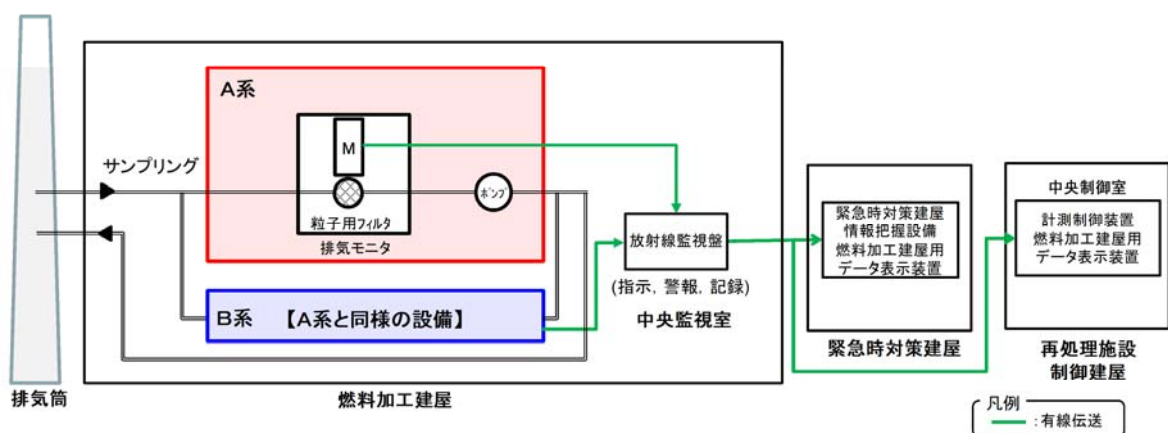 A系
M
サンプリング
ポンプ
粒子用フィルタ
排気モニタ
B系 【A系と同様の設備】
放射線監視盤
(指示, 警報, 記録)
中央監視室
緊急時対策建屋
情報把握設備
燃料加工建屋用
データ表示装置
緊急時対策建屋
中央制御室
計測制御装置
燃料加工建屋用
データ表示装置
再処理施設
制御建屋
排気筒
燃料加工建屋
凡例
:有線伝送